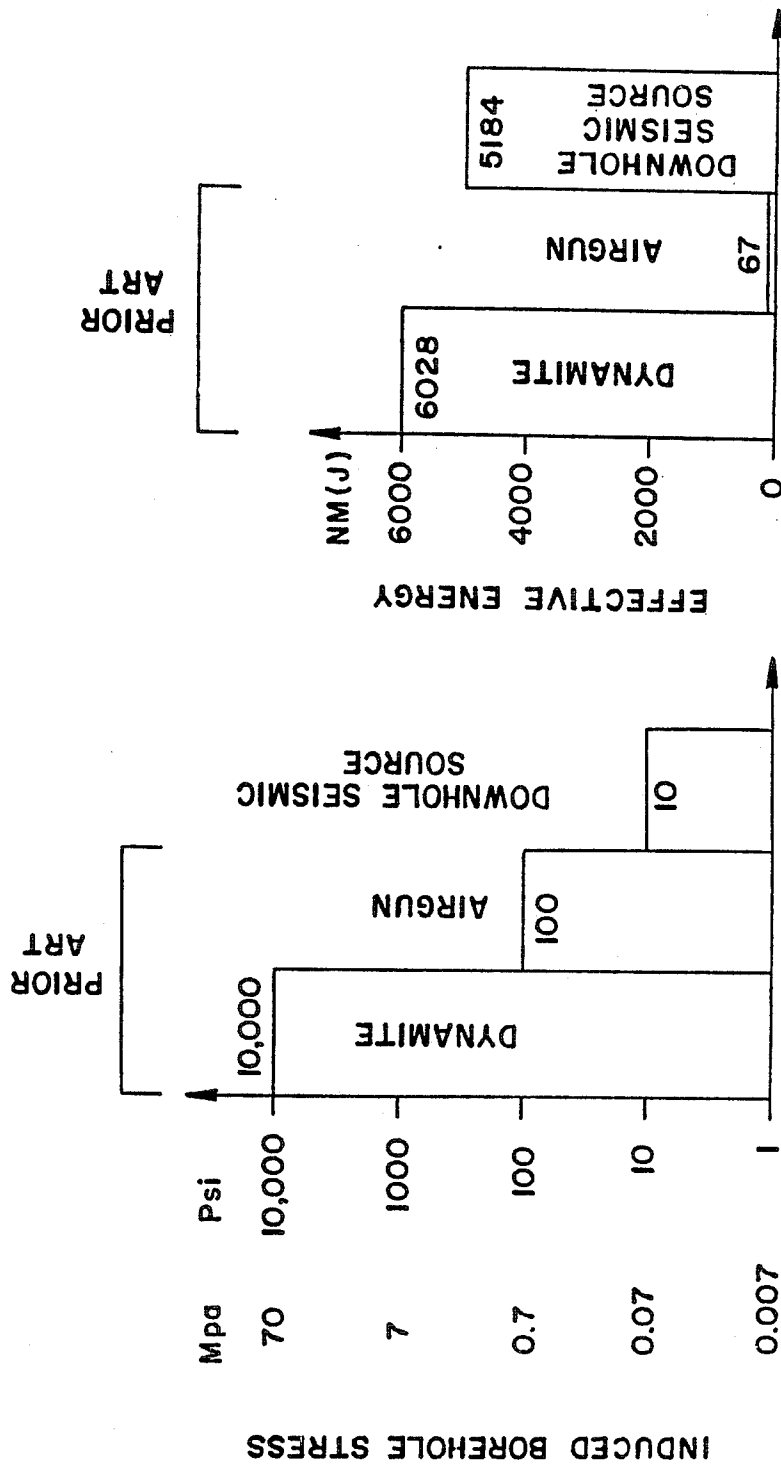 INDUCED BOREHOLE STRESS
Mpa
70
7
0.7
0.07
0.007
Psi
10,000
1000
100
10
1
PRIOR
ART
10,000
DYNAMITE
AIRGUN
100
DOWNHOLE SEISMIC
SOURCE
10
EFFECTIVE ENERGY
NM(J)
6000
4000
2000
0
PRIOR
ART
6028
DYNAMITE
AIRGUN
67
5184
DOWNHOLE
SEISMIC
SOURCE